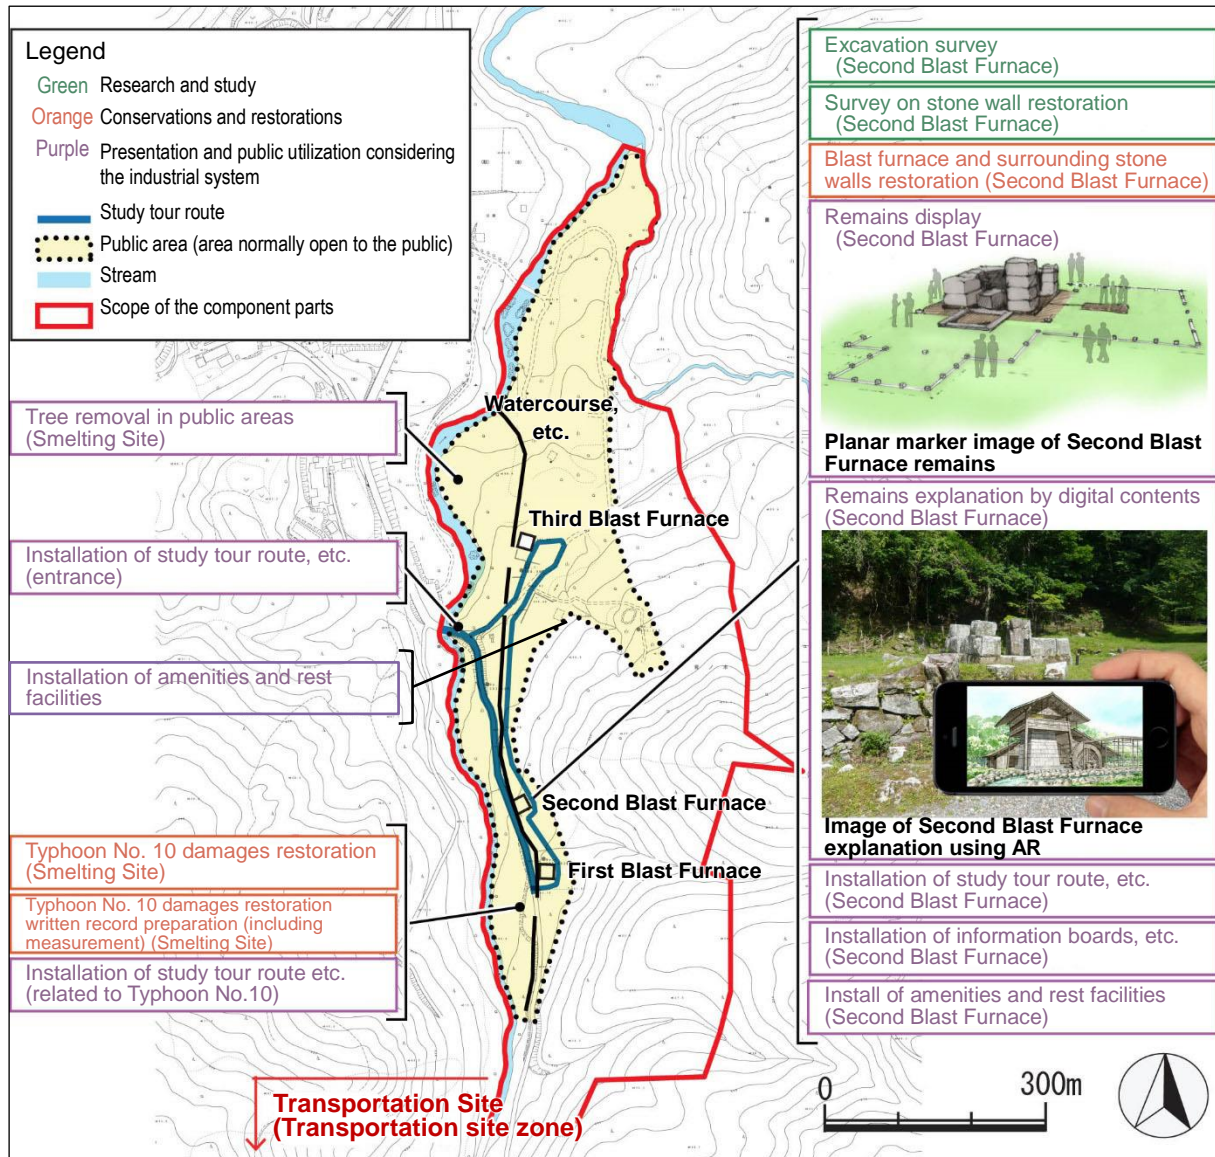 Legend
Green Research and study
Orange Conservations and restorations
Purple Presentation and public utilization considering
the industrial system
Study tour route
Public area (area normally open to the public)
Stream
Scope of the component parts
Tree removal in public areas
(Smelting Site)
Installation of study tour route, etc.
(entrance)
Installation of amenities and rest
facilities
Typhoon No. 10 damages restoration
(Smelting Site)
Typhoon No. 10 damages restoration
written record preparation (including
measurement) (Smelting Site)
Installation of study tour route etc.
(related to Typhoon No.10)
Watercourse,
etc.
Third Blast Furnace
Second Blast Furnace
First Blast Furnace
Transportation Site
(Transportation site zone)
Excavation survey
(Second Blast Furnace)
Survey on stone wall restoration
(Second Blast Furnace)
Blast furnace and surrounding stone
walls restoration (Second Blast Furnace)
Remains display
(Second Blast Furnace)
Planar marker image of Second Blast
Furnace remains
Remains explanation by digital contents
(Second Blast Furnace)
Image of Second Blast Furnace
explanation using AR
Installation of study tour route, etc.
(Second Blast Furnace)
Installation of information boards, etc.
(Second Blast Furnace)
Install of amenities and rest facilities
(Second Blast Furnace)
0 300m